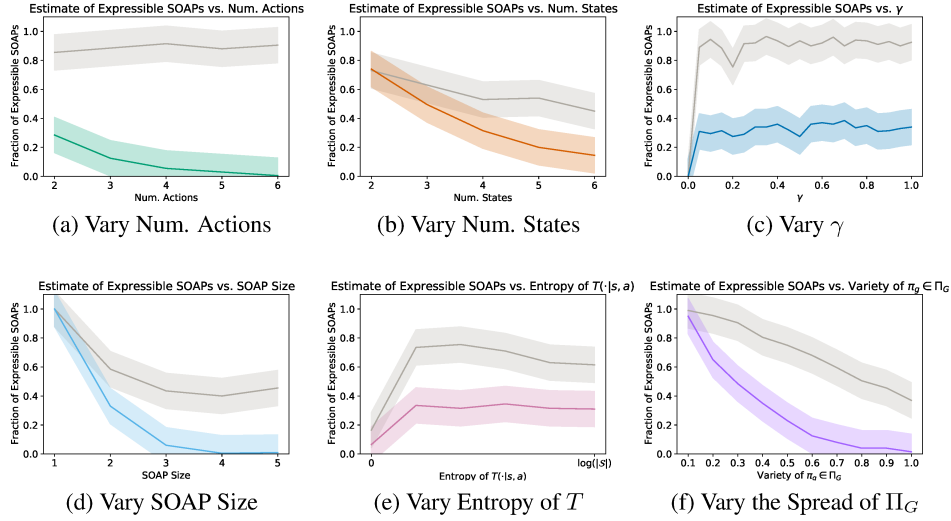 Estimate of Expressible SOAPs vs. Num. Actions
Fraction of Expressible SOAPs
1.0
0.8
0.6
0.4
0.2
0.0
2 3 4 5 6
Num. Actions
(a) Vary Num. Actions
Estimate of Expressible SOAPs vs. Num. States
Fraction of Expressible SOAPs
1.0
0.8
0.6
0.4
0.2
0.0
2 3 4 5 6
Num. States
(b) Vary Num. States
Estimate of Expressible SOAPs vs. γ
Fraction of Expressible SOAPs
1.0
0.8
0.6
0.4
0.2
0.0
0.0 0.2 0.4 0.6 0.8 1.0
γ
(c) Vary γ
Estimate of Expressible SOAPs vs. SOAP Size
Fraction of Expressible SOAPs
1.0
0.8
0.6
0.4
0.2
0.0
1 2 3 4 5
SOAP Size
(d) Vary SOAP Size
Estimate of Expressible SOAPs vs. Entropy of T(·|s, a)
Fraction of Expressible SOAPs
1.0
0.8
0.6
0.4
0.2
0.0
0 log(|S|)
Entropy of T(·|s, a)
(e) Vary Entropy of T
Estimate of Expressible SOAPs vs. Variety of π_g ∈ Π_G
Fraction of Expressible SOAPs
1.0
0.8
0.6
0.4
0.2
0.0
0.1 0.2 0.3 0.4 0.5 0.6 0.7 0.8 0.9 1.0
Variety of π_g ∈ Π_G
(f) Vary the Spread of Π_G